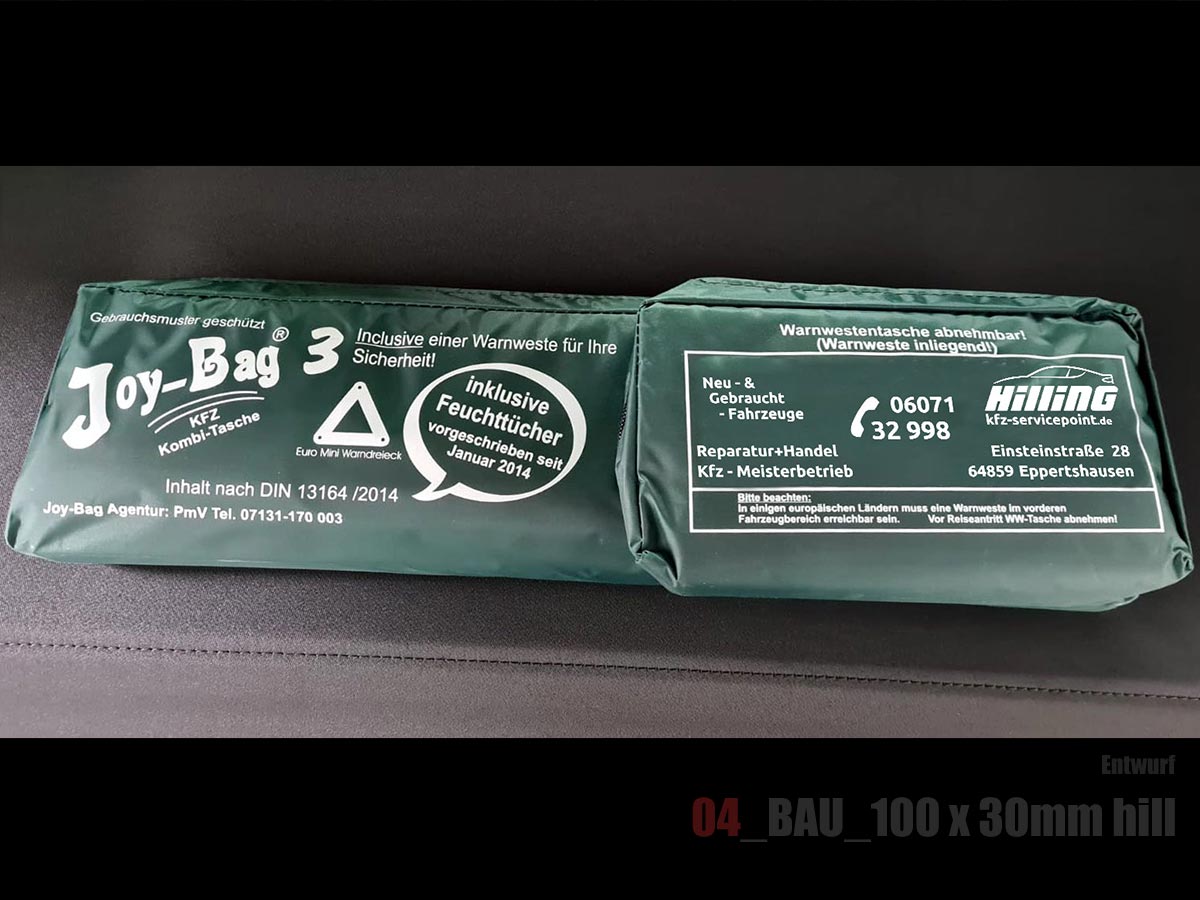 Gebrauchsmuster geschützt
Joy-Bag ® 3
KFZ
Kombi-Tasche
Inclusive einer Warnweste für Ihre
Sicherheit!
Euro Mini Warndreieck
inklusive
Feuchttücher
vorgeschrieben seit
Januar 2014
Inhalt nach DIN 13164 /2014
Joy-Bag Agentur: PmV Tel. 07131-170 003
Warnwestentasche abnehmbar!
(Warnweste inliegend!)
Neu - &
Gebraucht
- Fahrzeuge
06071
32 998
HILLING
kfz-servicepoint.de
Reparatur+Handel
Kfz - Meisterbetrieb
Einsteinstraße 28
64859 Eppertshausen
Bitte beachten:
In einigen europäischen Ländern muss eine Warnweste im vorderen
Fahrzeugbereich erreichbar sein. Vor Reiseantritt WW-Tasche abnehmen!
Entwurf
04_BAU_100 x 30mm hill